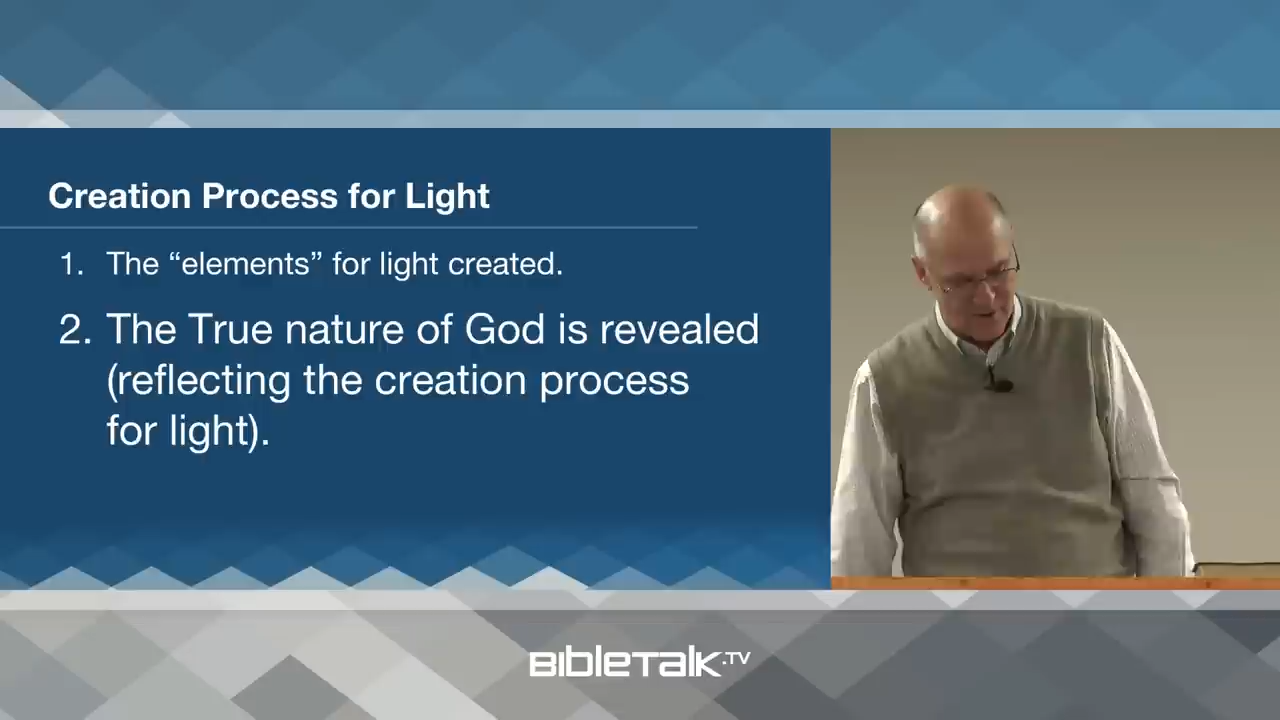 Creation Process for Light
1. The “elements” for light created.
2. The True nature of God is revealed
(reflecting the creation process
for light).
BibleTalk.TV